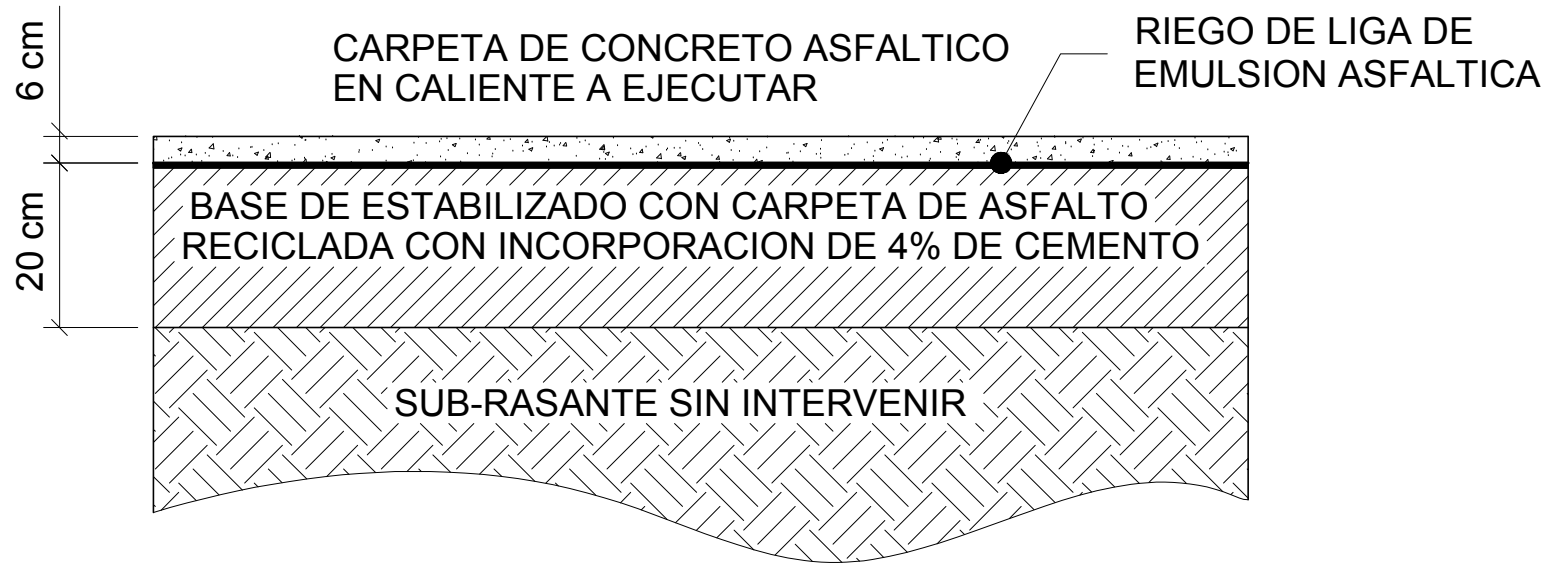 6 cm
CARPETA DE CONCRETO ASFALTICO
EN CALIENTE A EJECUTAR
RIEGO DE LIGA DE
EMULSION ASFALTICA
20 cm
BASE DE ESTABILIZADO CON CARPETA DE ASFALTO
RECICLADA CON INCORPORACION DE 4% DE CEMENTO
SUB-RASANTE SIN INTERVENIR